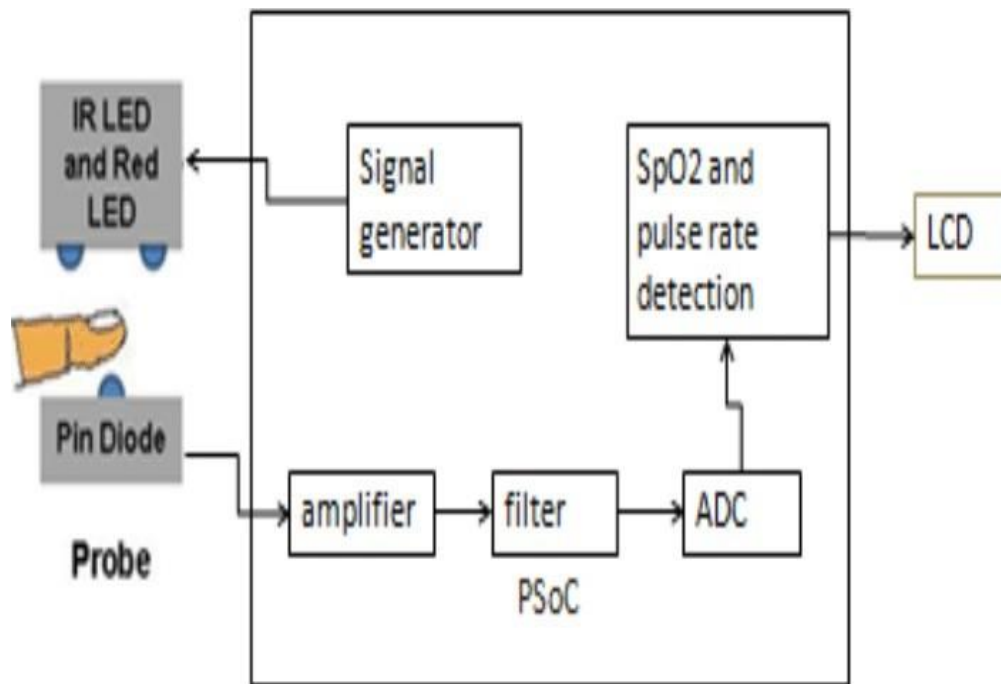 IR LED
and Red
LED
Signal
generator
SpO2 and
pulse rate
detection
LCD
Pin Diode
amplifier
filter
ADC
Probe
PSoC